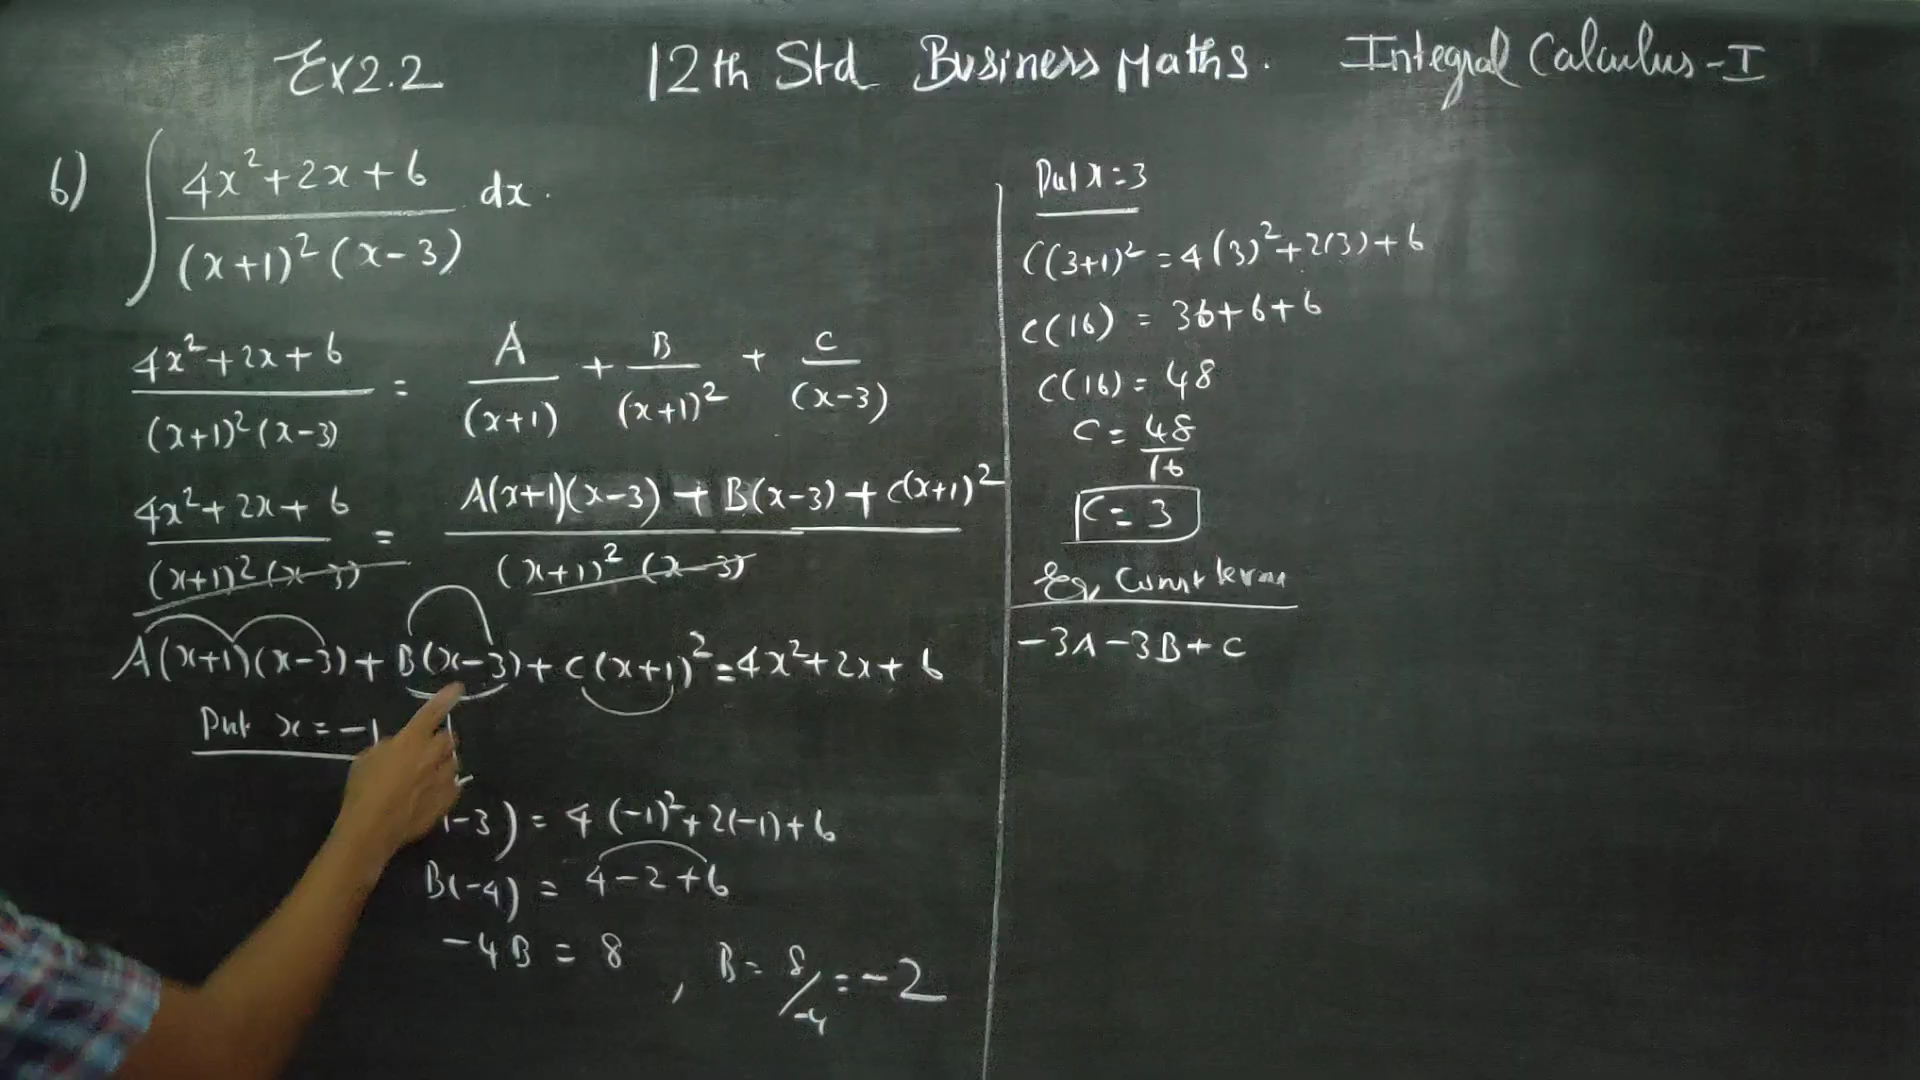 Ex 2.2 12th Std Business Maths. Integral Calculus - I
6) ∫ (4x²+2x+6)/((x+1)²(x-3)) dx.
(4x²+2x+6)/((x+1)²(x-3)) = A/(x+1) + B/(x+1)² + C/(x-3)
(4x²+2x+6)/((x+1)²(x-3)) = (A(x+1)(x-3) + B(x-3) + C(x+1)²)/((x+1)²(x-3))
A(x+1)(x-3) + B(x-3) + C(x+1)² = 4x²+2x+6
Put x = -1
-3) = 4(-1)²+2(-1)+6
B(-4) = 4-2+6
-4B = 8 , B = 8/-4 = -2
Put x = 3
C(3+1)² = 4(3)²+2(3)+6
C(16) = 36+6+6
C(16) = 48
C = 48/16
C = 3
Eq. Const terms
-3A-3B+C